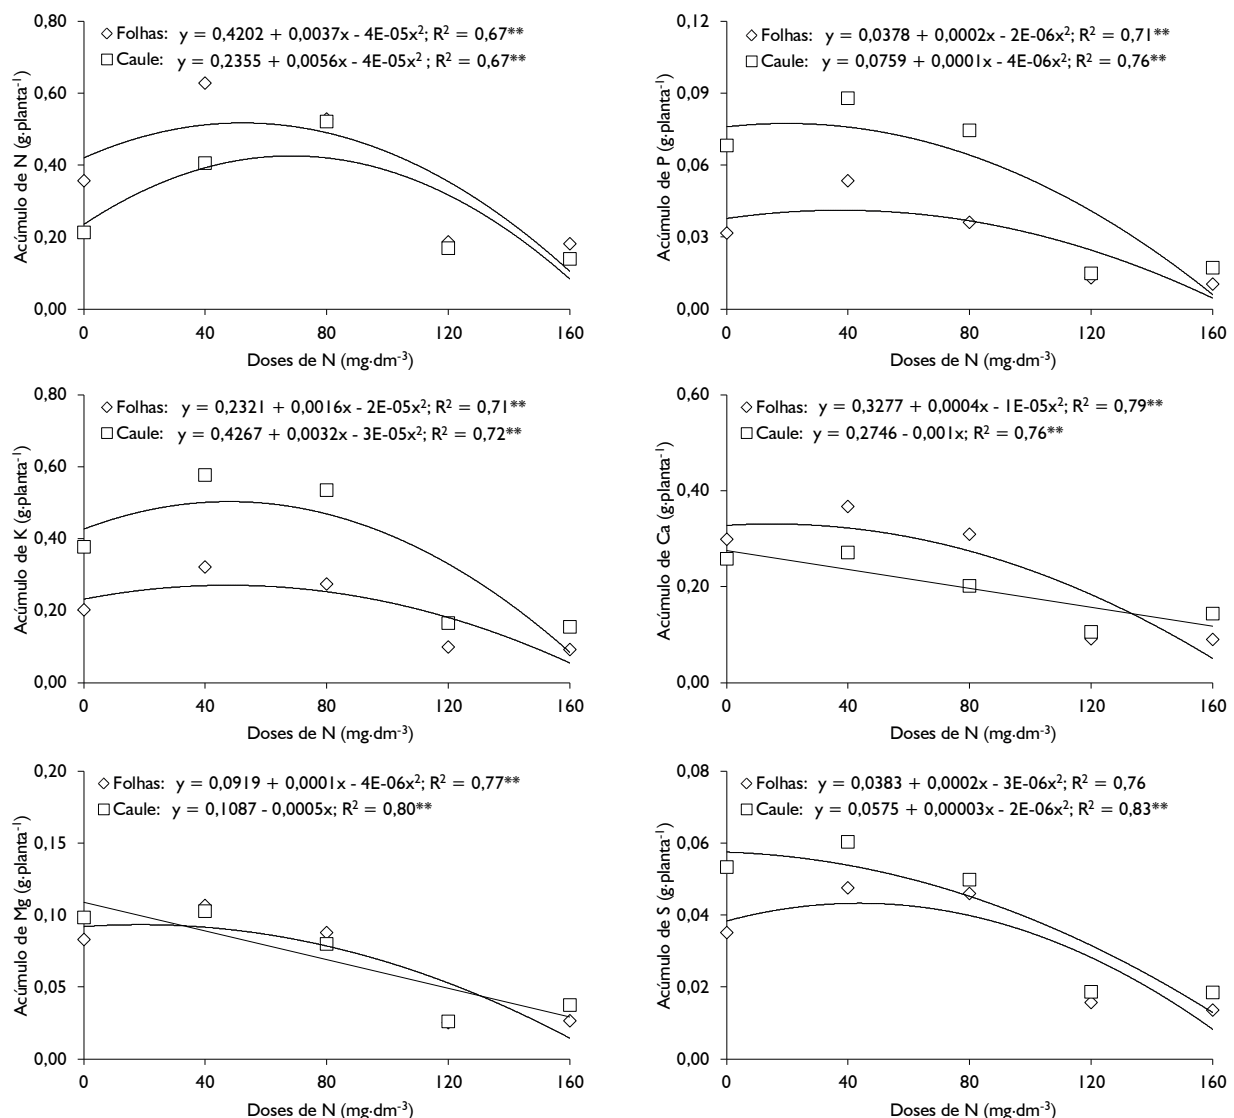 0,80
◇ Folhas: y = 0,4202 + 0,0037x - 4E-05x²; R² = 0,67**
□ Caule: y = 0,2355 + 0,0056x - 4E-05x² ; R² = 0,67**
0,60
0,40
0,20
0,00
Acúmulo de N (g·planta⁻¹)
0 40 80 120 160
Doses de N (mg·dm⁻³)
0,12
◇ Folhas: y = 0,0378 + 0,0002x - 2E-06x²; R² = 0,71**
□ Caule: y = 0,0759 + 0,0001x - 4E-06x²; R² = 0,76**
0,09
0,06
0,03
0,00
Acúmulo de P (g·planta⁻¹)
0 40 80 120 160
Doses de N (mg·dm⁻³)
0,80
◇ Folhas: y = 0,2321 + 0,0016x - 2E-05x²; R² = 0,71**
□ Caule: y = 0,4267 + 0,0032x - 3E-05x²; R² = 0,72**
0,60
0,40
0,20
0,00
Acúmulo de K (g·planta⁻¹)
0 40 80 120 160
Doses de N (mg·dm⁻³)
0,60
◇ Folhas: y = 0,3277 + 0,0004x - 1E-05x²; R² = 0,79**
□ Caule: y = 0,2746 - 0,001x; R² = 0,76**
0,40
0,20
0,00
Acúmulo de Ca (g·planta⁻¹)
0 40 80 120 160
Doses de N (mg·dm⁻³)
0,20
◇ Folhas: y = 0,0919 + 0,0001x - 4E-06x²; R² = 0,77**
□ Caule: y = 0,1087 - 0,0005x; R² = 0,80**
0,15
0,10
0,05
0,00
Acúmulo de Mg (g·planta⁻¹)
0 40 80 120 160
Doses de N (mg·dm⁻³)
0,08
◇ Folhas: y = 0,0383 + 0,0002x - 3E-06x²; R² = 0,76
□ Caule: y = 0,0575 + 0,00003x - 2E-06x²; R² = 0,83**
0,06
0,04
0,02
0,00
Acúmulo de S (g·planta⁻¹)
0 40 80 120 160
Doses de N (mg·dm⁻³)